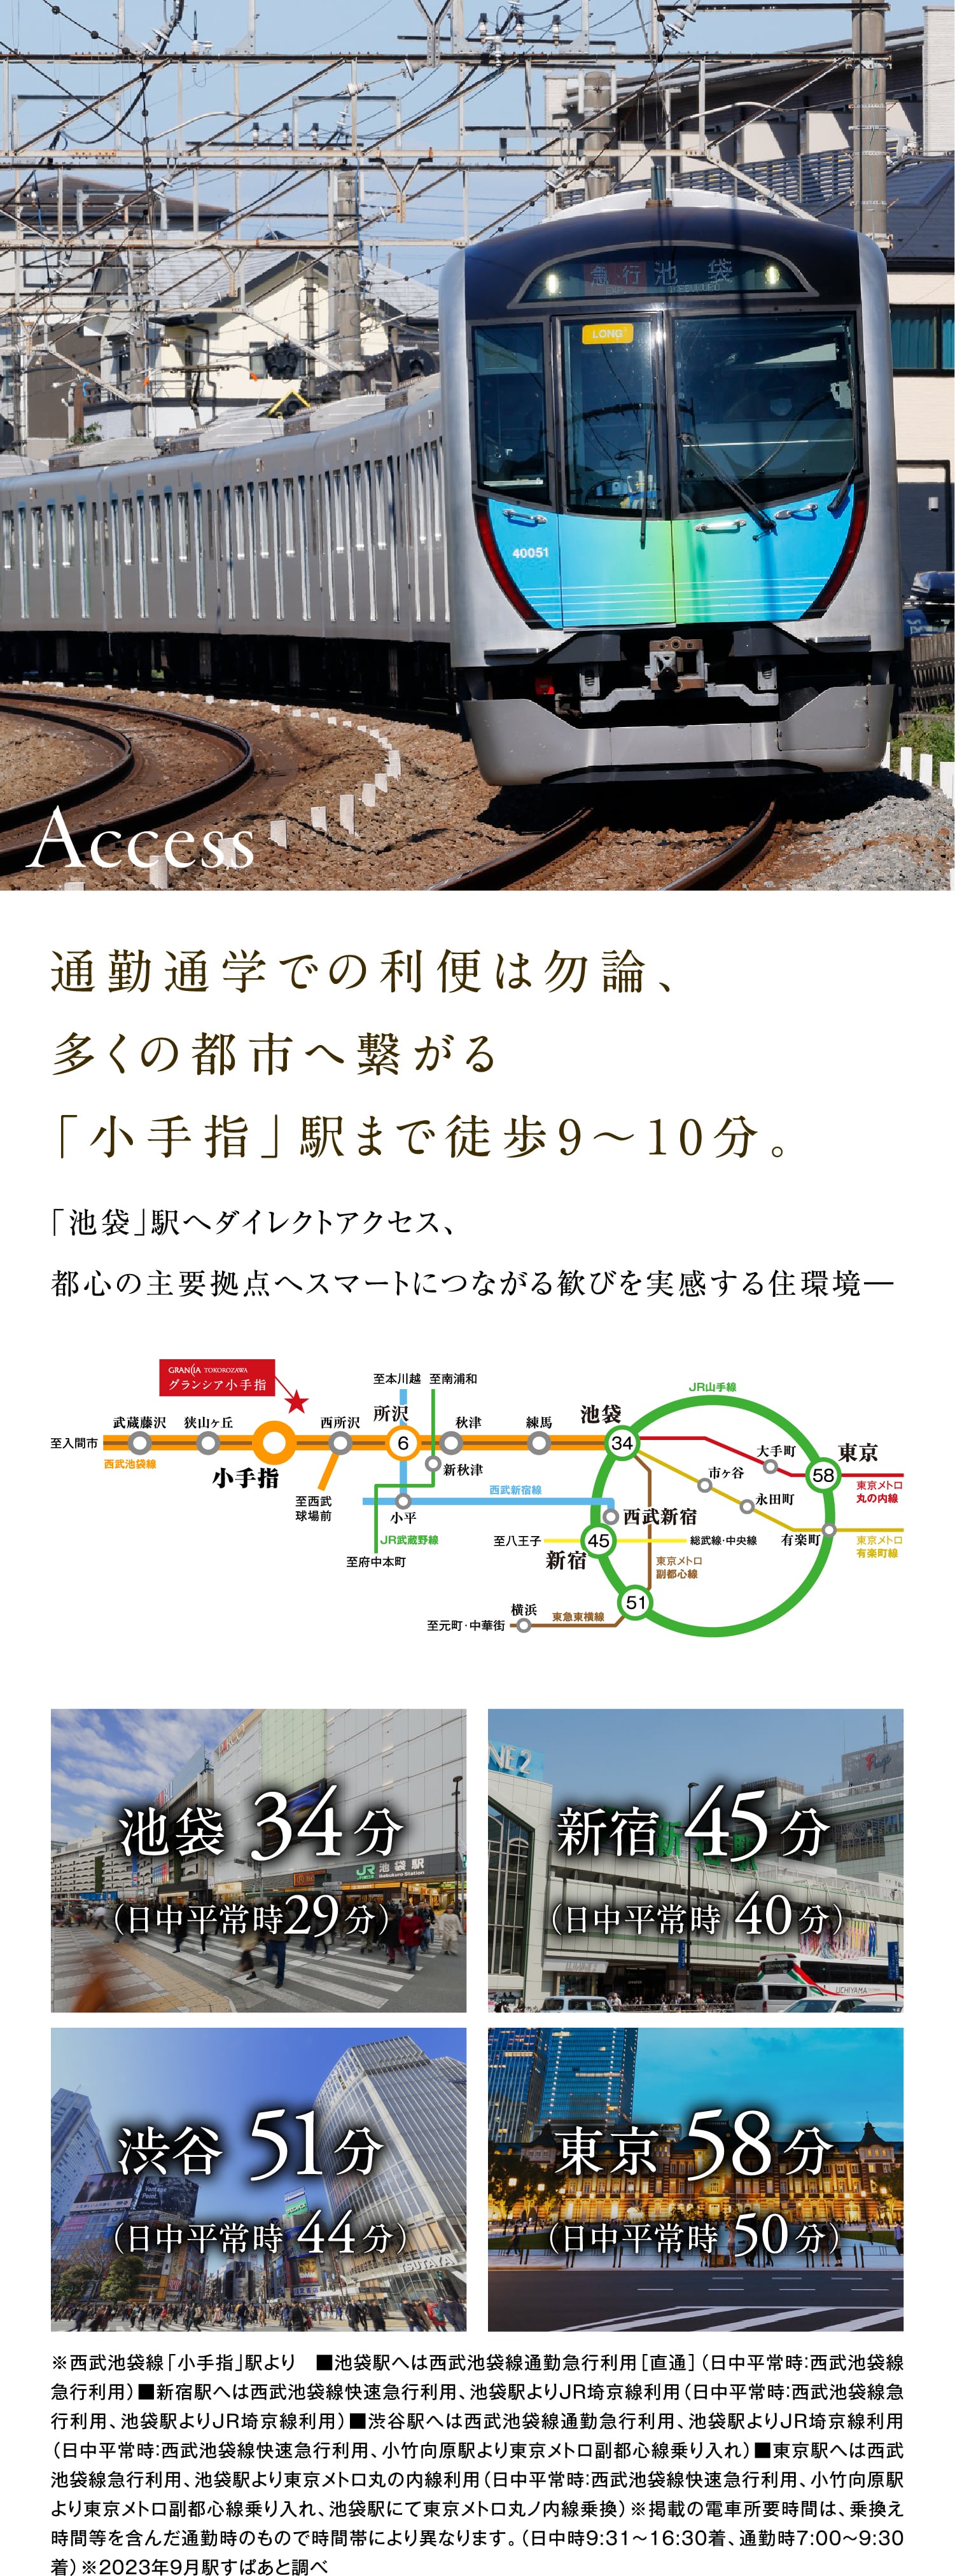 急行 池袋
LONG
40051
Access
通勤通学での利便は勿論、
多くの都市へ繋がる
「小手指」駅まで徒歩9～10分。
「池袋」駅へダイレクトアクセス、
都心の主要拠点へスマートにつながる歓びを実感する住環境―
GRANCIA TOKOROZAWA
グランシア小手指
至入間市
武蔵藤沢
狭山ヶ丘
小手指
西所沢
所沢
6
秋津
練馬
池袋
34
西武池袋線
至西武
球場前
至本川越
至南浦和
新秋津
小平
西武新宿線
JR武蔵野線
至府中本町
JR山手線
大手町
東京
58
東京メトロ
丸の内線
市ヶ谷
永田町
有楽町
東京メトロ
有楽町線
西武新宿
至八王子
45
新宿
総武線・中央線
東京メトロ
副都心線
51
横浜
至元町・中華街
東急東横線
池袋 34分
(日中平常時29分)
JR 池袋駅
新宿 45分
(日中平常時 40分)
UCHIYAMA
渋谷 51分
(日中平常時 44分)
TSUTAYA
東京 58分
(日中平常時 50分)
※西武池袋線「小手指」駅より　■池袋駅へは西武池袋線通勤急行利用［直通］（日中平常時:西武池袋線
急行利用）■新宿駅へは西武池袋線快速急行利用、池袋駅よりJR埼京線利用（日中平常時:西武池袋線急
行利用、池袋駅よりJR埼京線利用）■渋谷駅へは西武池袋線通勤急行利用、池袋駅よりJR埼京線利用
（日中平常時:西武池袋線快速急行利用、小竹向原駅より東京メトロ副都心線乗り入れ）■東京駅へは西武
池袋線急行利用、池袋駅より東京メトロ丸の内線利用（日中平常時:西武池袋線快速急行利用、小竹向原駅
より東京メトロ副都心線乗り入れ、池袋駅にて東京メトロ丸ノ内線乗換）※掲載の電車所要時間は、乗換え
時間等を含んだ通勤時のもので時間帯により異なります。（日中時9:31～16:30着、通勤時7:00～9:30
着）※2023年9月駅すぱあと調べ